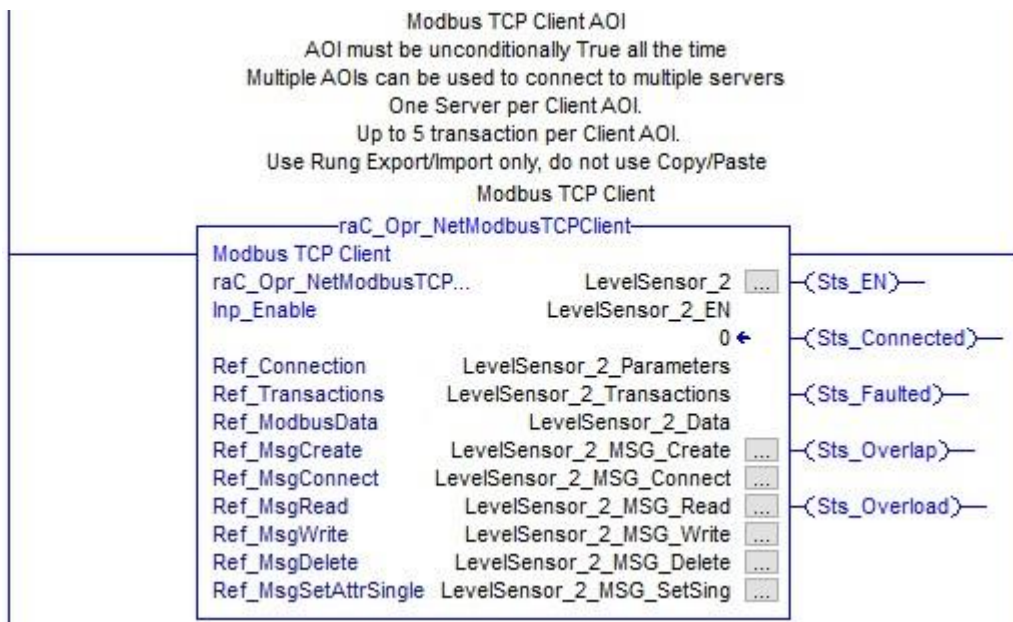 Modbus TCP Client AOI
AOI must be unconditionally True all the time
Multiple AOIs can be used to connect to multiple servers
One Server per Client AOI.
Up to 5 transaction per Client AOI.
Use Rung Export/Import only, do not use Copy/Paste
Modbus TCP Client
raC_Opr_NetModbusTCPClient
Modbus TCP Client
raC_Opr_NetModbusTCP... LevelSensor_2 ... (Sts_EN)
Inp_Enable LevelSensor_2_EN
0 (Sts_Connected)
Ref_Connection LevelSensor_2_Parameters
Ref_Transactions LevelSensor_2_Transactions (Sts_Faulted)
Ref_ModbusData LevelSensor_2_Data
Ref_MsgCreate LevelSensor_2_MSG_Create ... (Sts_Overlap)
Ref_MsgConnect LevelSensor_2_MSG_Connect ...
Ref_MsgRead LevelSensor_2_MSG_Read ... (Sts_Overload)
Ref_MsgWrite LevelSensor_2_MSG_Write ...
Ref_MsgDelete LevelSensor_2_MSG_Delete ...
Ref_MsgSetAttrSingle LevelSensor_2_MSG_SetSing ...